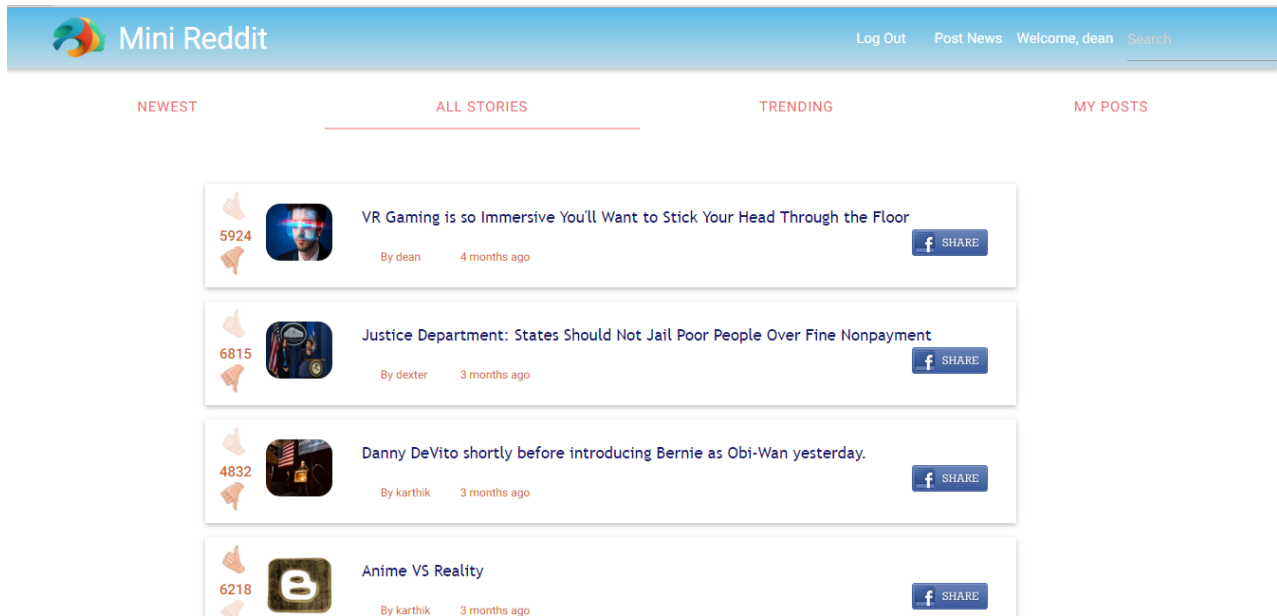 Mini Reddit
Log Out Post News Welcome, dean Search
NEWEST ALL STORIES TRENDING MY POSTS
VR Gaming is so Immersive You'll Want to Stick Your Head Through the Floor
5924
f SHARE
By dean 4 months ago
Justice Department: States Should Not Jail Poor People Over Fine Nonpayment
6815
f SHARE
By dexter 3 months ago
Danny DeVito shortly before introducing Bernie as Obi-Wan yesterday.
4832
f SHARE
By karthik 3 months ago
Anime VS Reality
6218
f SHARE
By karthik 3 months ago